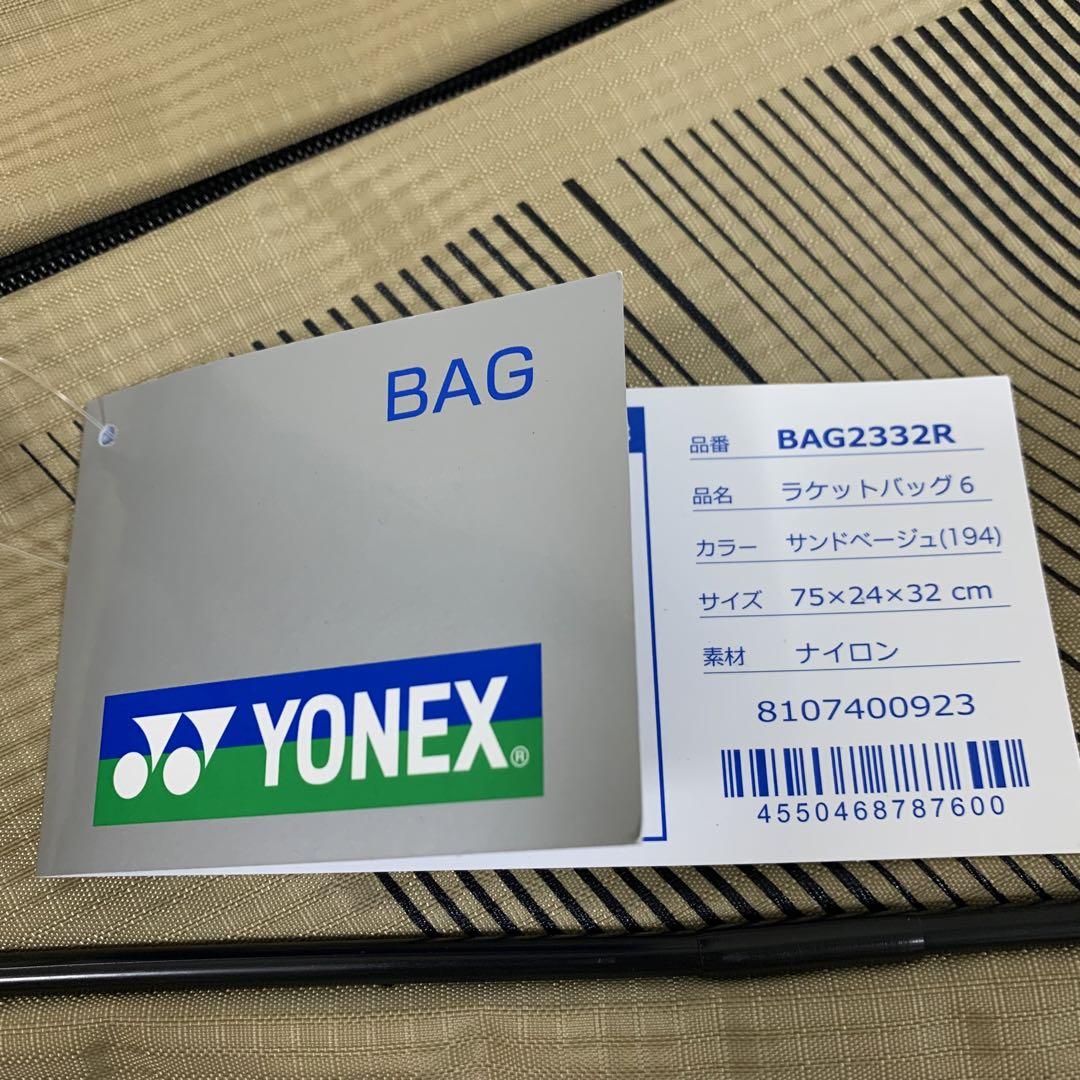 BAG
YONEX®
品番 BAG2332R
品名 ラケットバッグ6
カラー サンドベージュ(194)
サイズ 75×24×32 cm
素材 ナイロン
8107400923
4550468787600